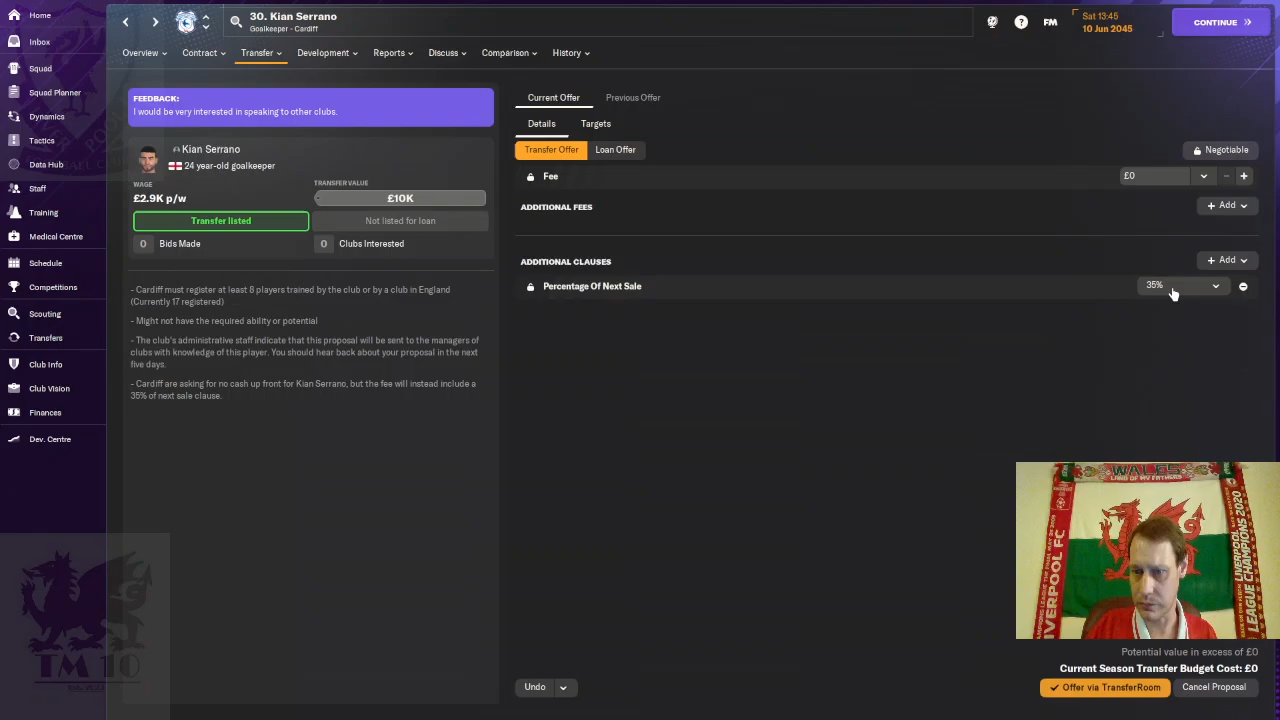 Home
Inbox
Squad
Squad Planner
Dynamics
Tactics
Data Hub
Staff
Training
Medical Centre
Schedule
Competitions
Scouting
Transfers
Club Info
Club Vision
Finances
Dev. Centre
TM 10
30. Kian Serrano
Goalkeeper - Cardiff
FM
Sat 13:45
10 Jun 2045
CONTINUE
Overview
Contract
Transfer
Development
Reports
Discuss
Comparison
History
FEEDBACK:
I would be very interested in speaking to other clubs.
Kian Serrano
24 year-old goalkeeper
WAGE
£2.9K p/w
TRANSFER VALUE
£10K
Transfer listed
Not listed for loan
0 Bids Made
0 Clubs Interested
- Cardiff must register at least 8 players trained by the club or by a club in England
(Currently 17 registered)
- Might not have the required ability or potential
- The club's administrative staff indicate that this proposal will be sent to the managers of
clubs with knowledge of this player. You should hear back about your proposal in the next
five days.
- Cardiff are asking for no cash up front for Kian Serrano, but the fee will instead include a
35% of next sale clause.
Current Offer
Previous Offer
Details
Targets
Transfer Offer
Loan Offer
Negotiable
Fee
£0
ADDITIONAL FEES
Add
ADDITIONAL CLAUSES
Add
Percentage Of Next Sale
35%
WALES
LAND OF MY FATHERS
LIVERPOOL FC
LIVERPOOL
LEAGUE CHAMPIONS 2020
Potential value in excess of £0
Current Season Transfer Budget Cost: £0
Undo
Offer via TransferRoom
Cancel Proposal